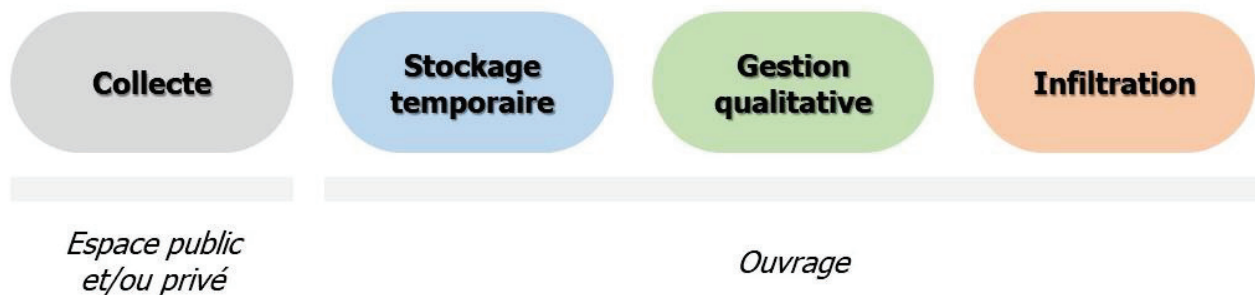 Collecte
Stockage
temporaire
Gestion
qualitative
Infiltration
Espace public
et/ou privé
Ouvrage